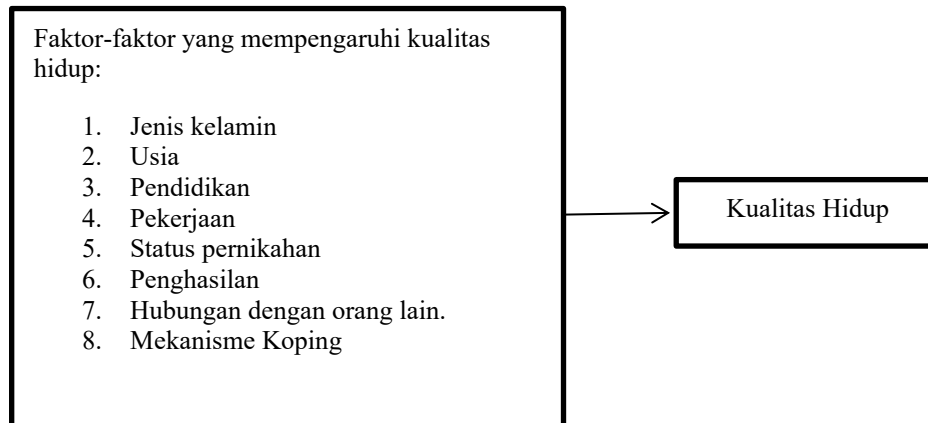 Faktor-faktor yang mempengaruhi kualitas
hidup:
1. Jenis kelamin
2. Usia
3. Pendidikan
4. Pekerjaan
5. Status pernikahan
6. Penghasilan
7. Hubungan dengan orang lain.
8. Mekanisme Koping
Kualitas Hidup